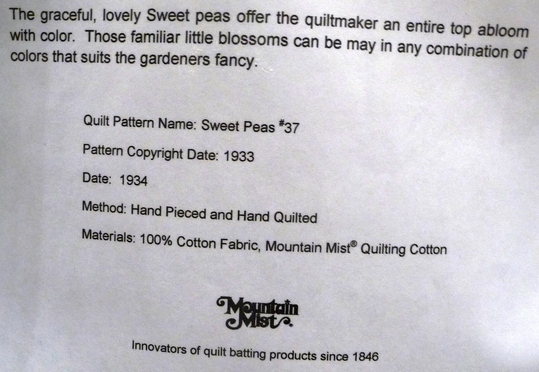 The graceful, lovely Sweet peas offer the quiltmaker an entire top abloom
with color. Those familiar little blossoms can be may in any combination of
colors that suits the gardeners fancy.
Quilt Pattern Name: Sweet Peas #37
Pattern Copyright Date: 1933
Date: 1934
Method: Hand Pieced and Hand Quilted
Materials: 100% Cotton Fabric, Mountain Mist® Quilting Cotton
Mountain
Mist®
Innovators of quilt batting products since 1846